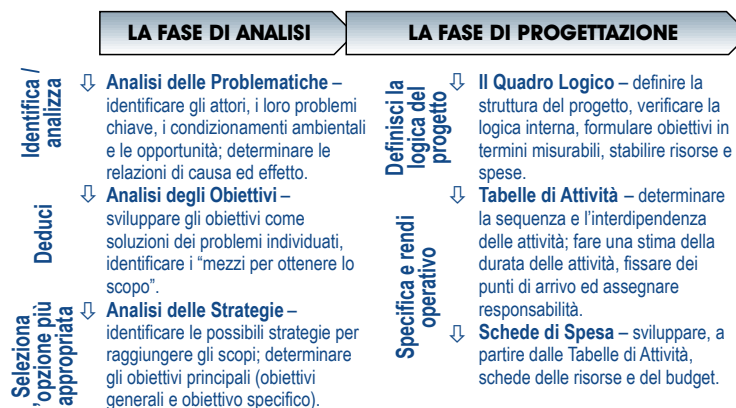 LA FASE DI ANALISI
LA FASE DI PROGETTAZIONE
Identifica /
analizza
Analisi delle Problematiche –
identificare gli attori, i loro problemi
chiave, i condizionamenti ambientali
e le opportunità; determinare le
relazioni di causa ed effetto.
Deduci
Analisi degli Obiettivi –
sviluppare gli obiettivi come
soluzioni dei problemi individuati,
identificare i “mezzi per ottenere lo
scopo”.
Seleziona
l’opzione più
appropriata
Analisi delle Strategie –
identificare le possibili strategie per
raggiungere gli scopi; determinare
gli obiettivi principali (obiettivi
generali e obiettivo specifico).
Definisci la
logica del
progetto
Il Quadro Logico – definire la
struttura del progetto, verificare la
logica interna, formulare obiettivi in
termini misurabili, stabilire risorse e
spese.
Specifica e rendi
operativo
Tabelle di Attività – determinare
la sequenza e l’interdipendenza
delle attività; fare una stima della
durata delle attività, fissare dei
punti di arrivo ed assegnare
responsabilità.
Schede di Spesa – sviluppare, a
partire dalle Tabelle di Attività,
schede delle risorse e del budget.